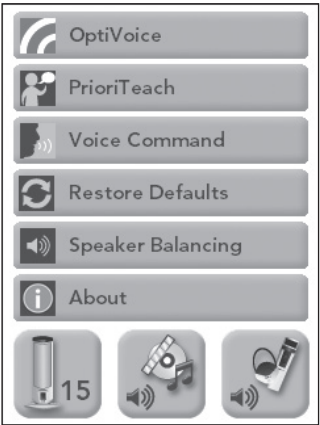 OptiVoice
PrioriTeach
Voice Command
Restore Defaults
Speaker Balancing
About
15